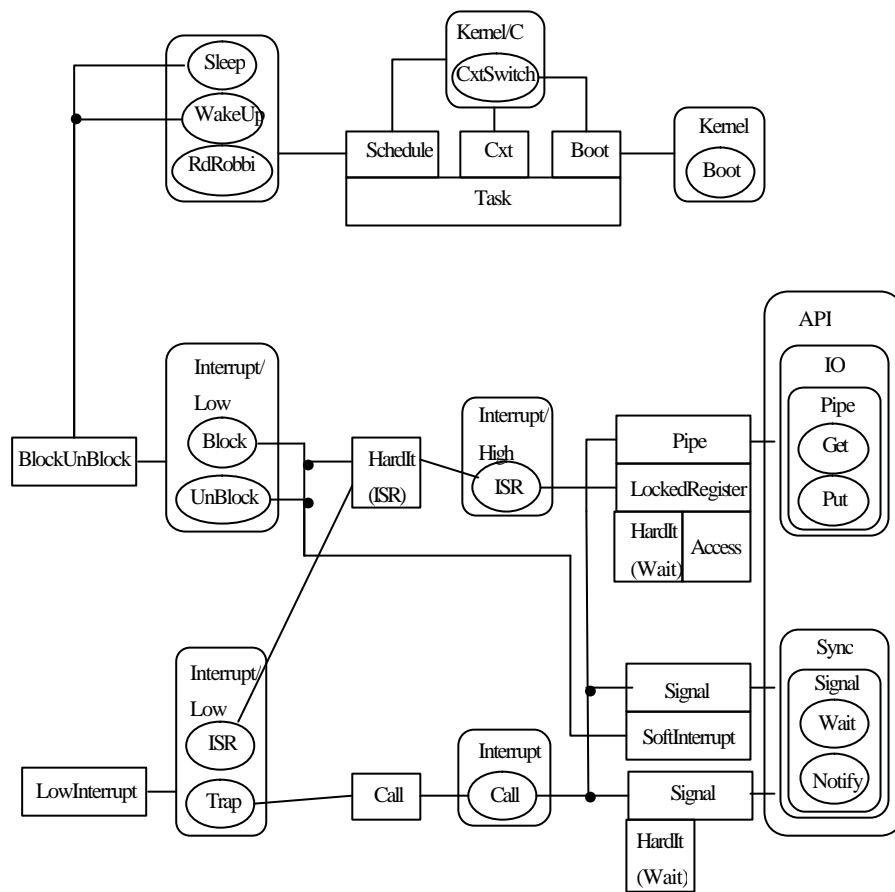 Kernel/C
Sleep
CxtSwitch
WakeUp
Kernel
RdRobbi
Schedule
Cxt
Boot
Boot
Task
API
Interrupt/
Low
IO
Interrupt/
High
Pipe
Block
Pipe
Get
BlockUnBlock
HardIt
(ISR)
ISR
UnBlock
LockedRegister
Put
HardIt
(Wait)
Access
Interrupt/
Low
Sync
Signal
Signal
ISR
Wait
SoftInterrupt
Interrupt
LowInterrupt
Trap
Call
Call
Signal
Notify
HardIt
(Wait)